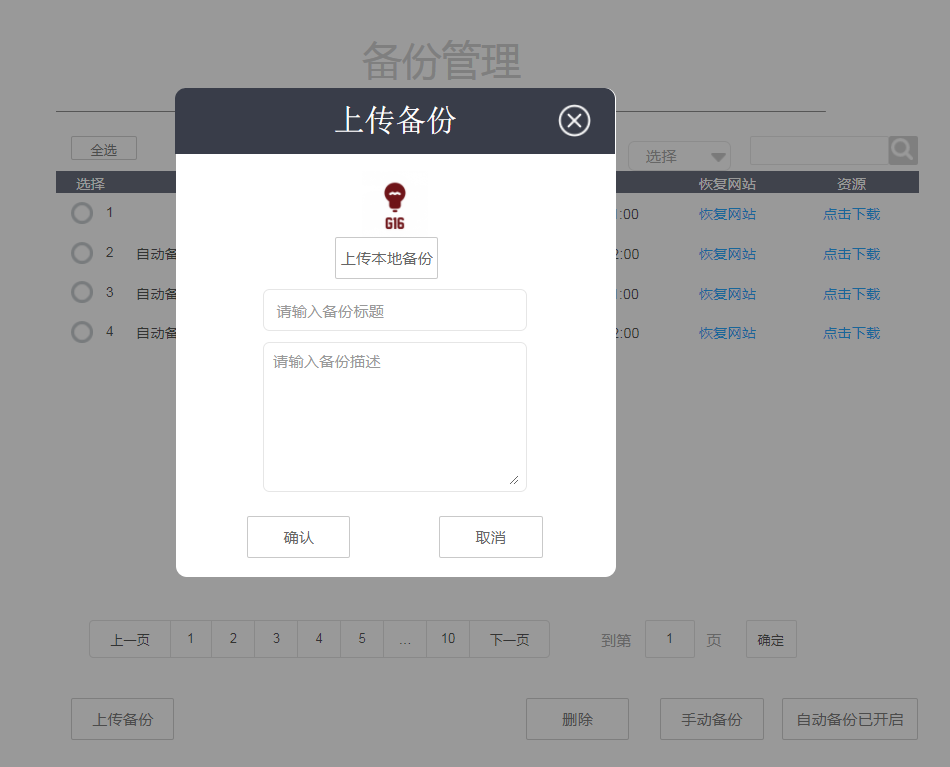 备份管理
上传备份
全选
选择
选择
恢复网站
资源
G16
1
:00
恢复网站
点击下载
上传本地备份
2
自动备
2:00
恢复网站
点击下载
3
自动备
:00
恢复网站
点击下载
请输入备份标题
4
自动备
2:00
恢复网站
点击下载
请输入备份描述
确认
取消
上一页 1 2 3 4 5 ... 10 下一页
到第 1 页 确定
上传备份
删除
手动备份
自动备份已开启